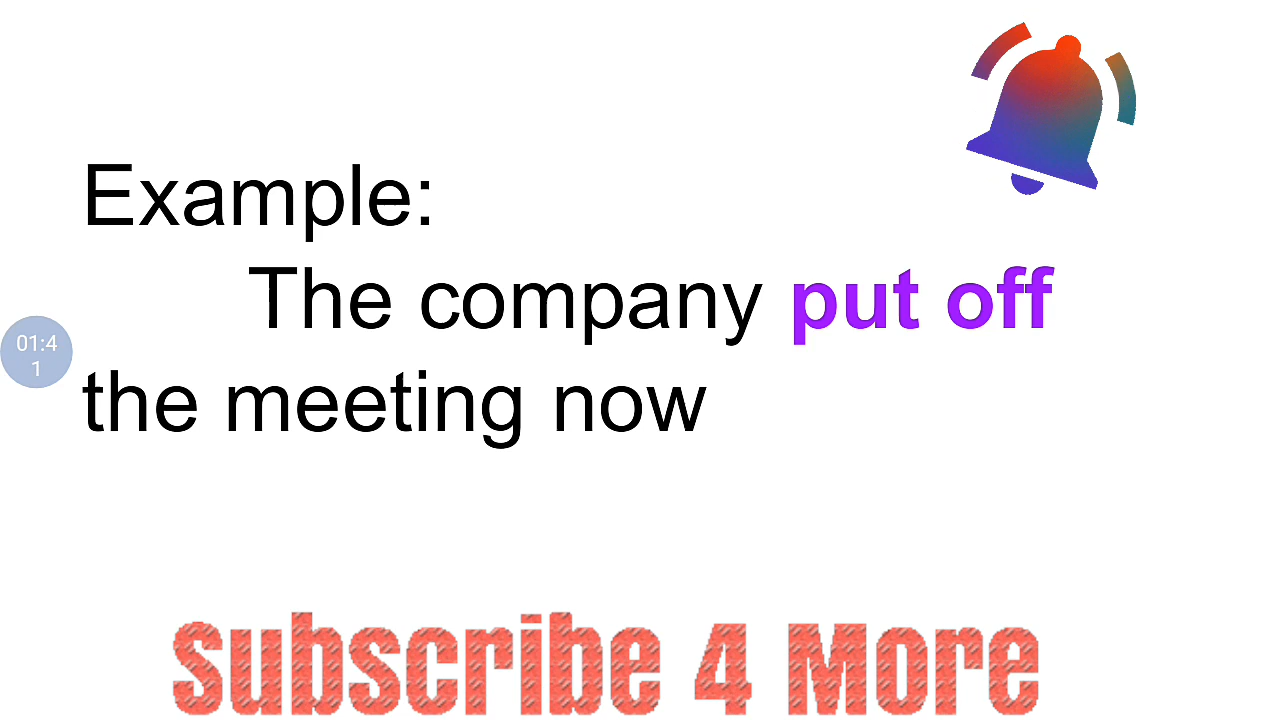 Example:
The company put off
01:4
1
the meeting now
Subscribe 4 More